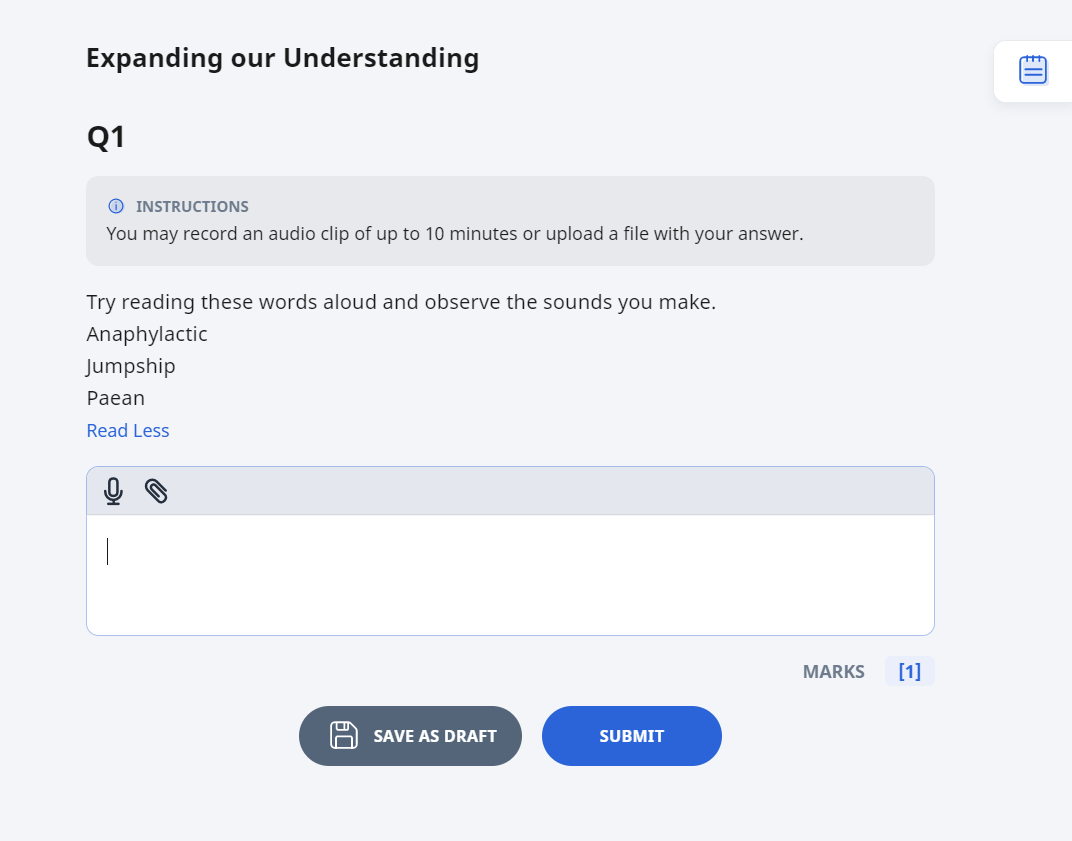 Expanding our Understanding
Q1
INSTRUCTIONS
You may record an audio clip of up to 10 minutes or upload a file with your answer.
Try reading these words aloud and observe the sounds you make.
Anaphylactic
Jumpship
Paean
Read Less
MARKS [1]
SAVE AS DRAFT SUBMIT